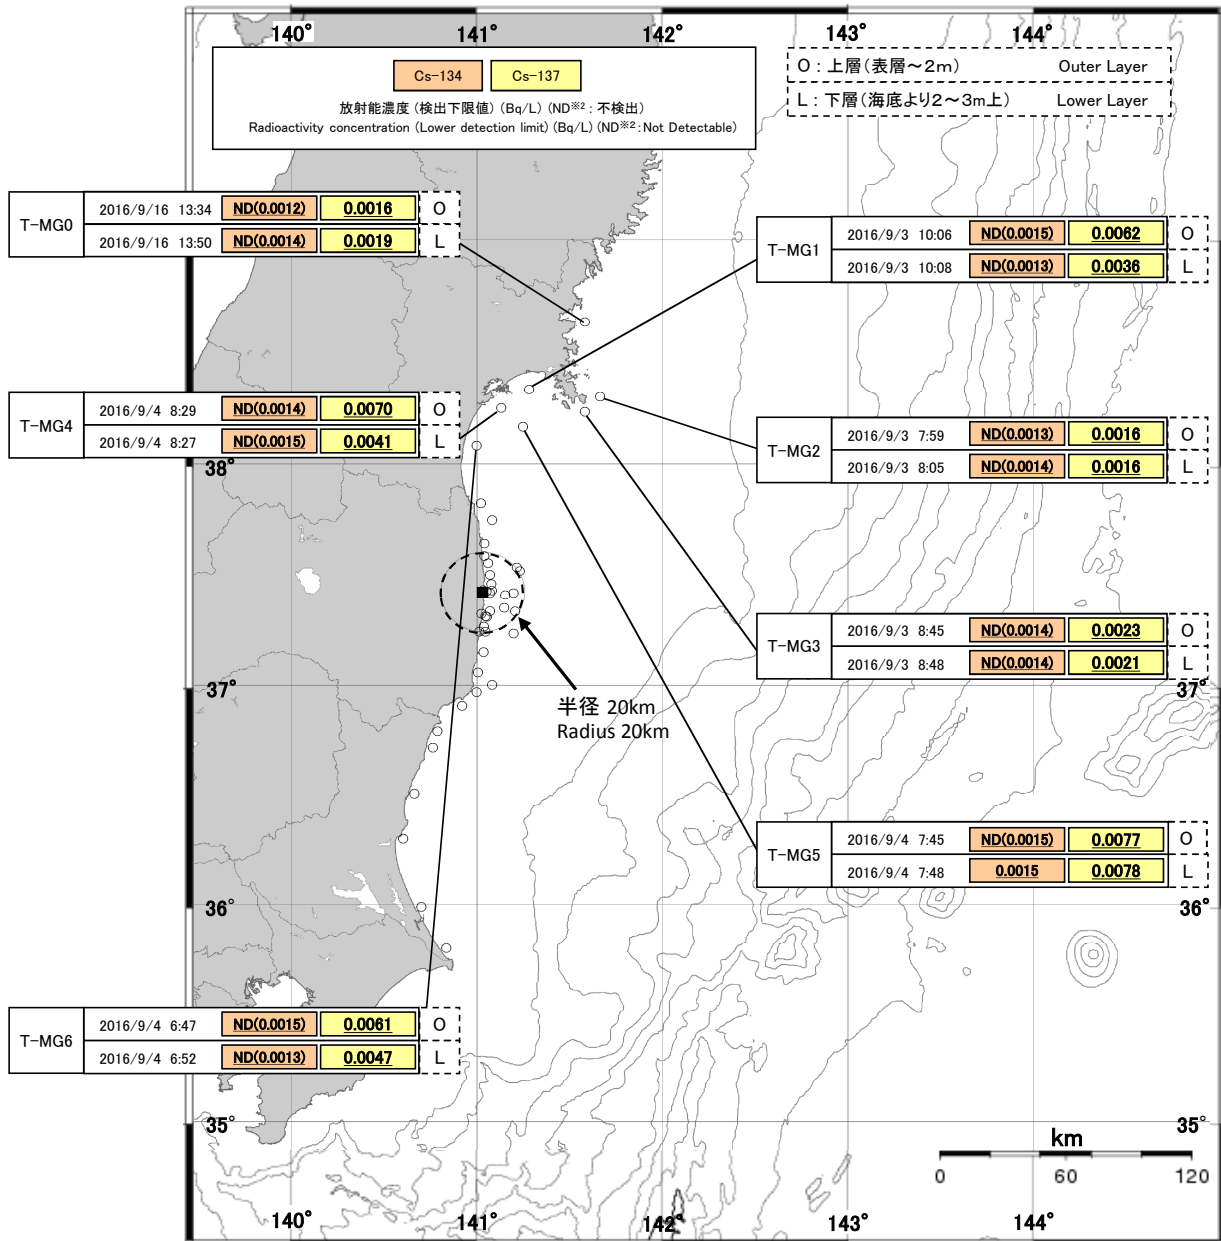 140° 141° 142° 143° 144°
Cs-134 Cs-137
放射能濃度 (検出下限値) (Bq/L) (ND※2 : 不検出)
Radioactivity concentration (Lower detection limit) (Bq/L) (ND※2 : Not Detectable)
O : 上層(表層～2m) Outer Layer
L : 下層(海底より2～3m上) Lower Layer
T-MG0
2016/9/16 13:34 ND(0.0012) 0.0016 O
2016/9/16 13:50 ND(0.0014) 0.0019 L
T-MG1
2016/9/3 10:06 ND(0.0015) 0.0062 O
2016/9/3 10:08 ND(0.0013) 0.0036 L
T-MG4
2016/9/4 8:29 ND(0.0014) 0.0070 O
2016/9/4 8:27 ND(0.0015) 0.0041 L
T-MG2
2016/9/3 7:59 ND(0.0013) 0.0016 O
2016/9/3 8:05 ND(0.0014) 0.0016 L
38°
T-MG3
2016/9/3 8:45 ND(0.0014) 0.0023 O
2016/9/3 8:48 ND(0.0014) 0.0021 L
37° 37°
半径 20km
Radius 20km
T-MG5
2016/9/4 7:45 ND(0.0015) 0.0077 O
2016/9/4 7:48 0.0015 0.0078 L
36° 36°
T-MG6
2016/9/4 6:47 ND(0.0015) 0.0061 O
2016/9/4 6:52 ND(0.0013) 0.0047 L
35° 35°
km
0 60 120
140° 141° 142° 143° 144°